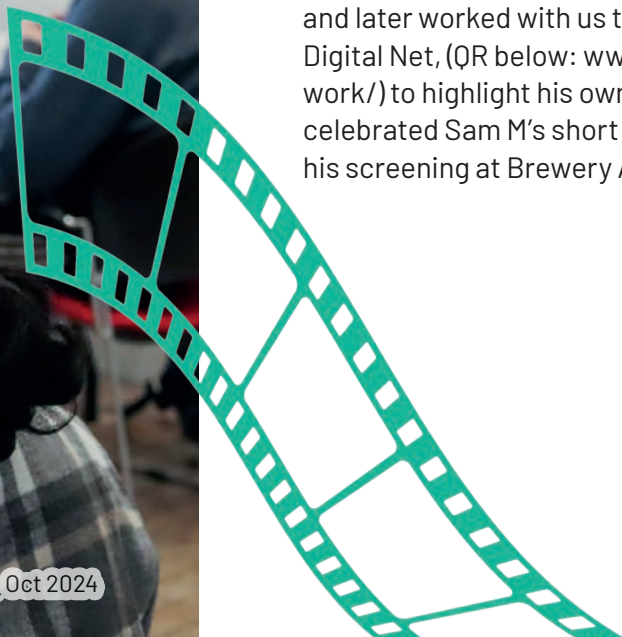 and later worked with us t
Digital Net, (QR below: ww
work/) to highlight his own
celebrated Sam M's short
his screening at Brewery A
Oct 2024